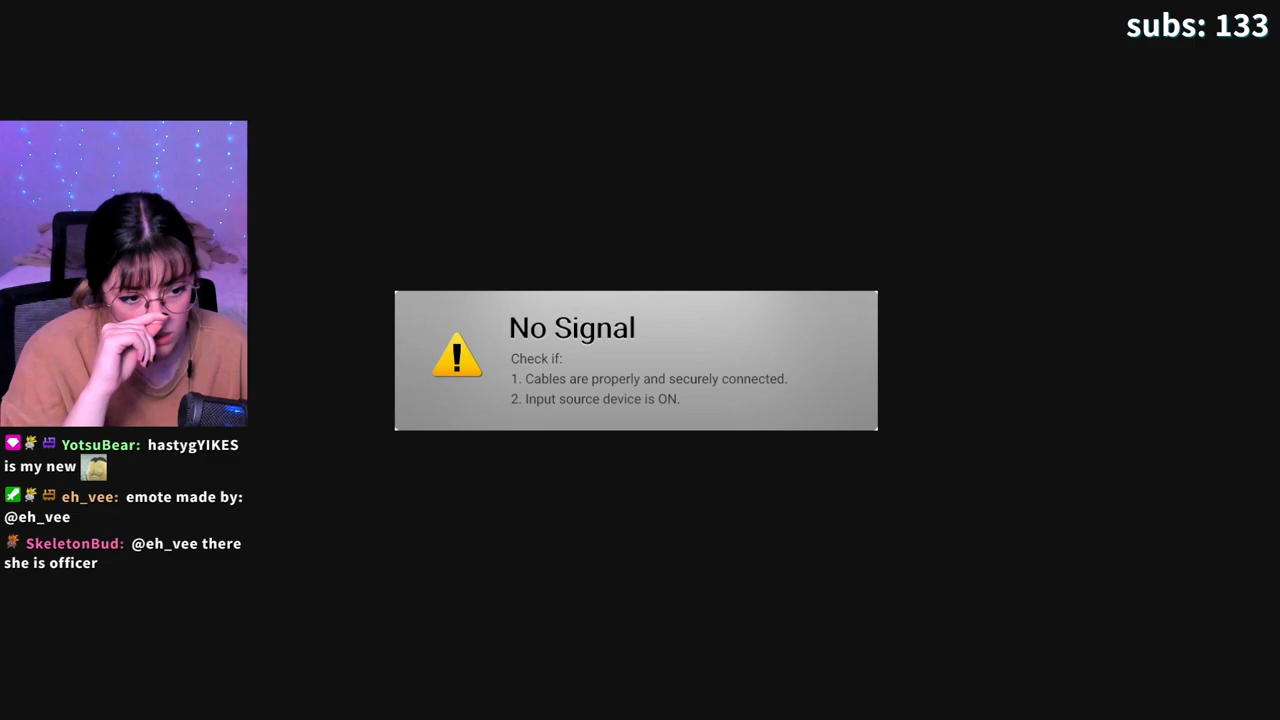 subs: 133
No Signal
Check if:
1. Cables are properly and securely connected.
2. Input source device is ON.
YotsuBear: hastygYIKES
is my new
eh_vee: emote made by:
@eh_vee
SkeletonBud: @eh_vee there
she is officer